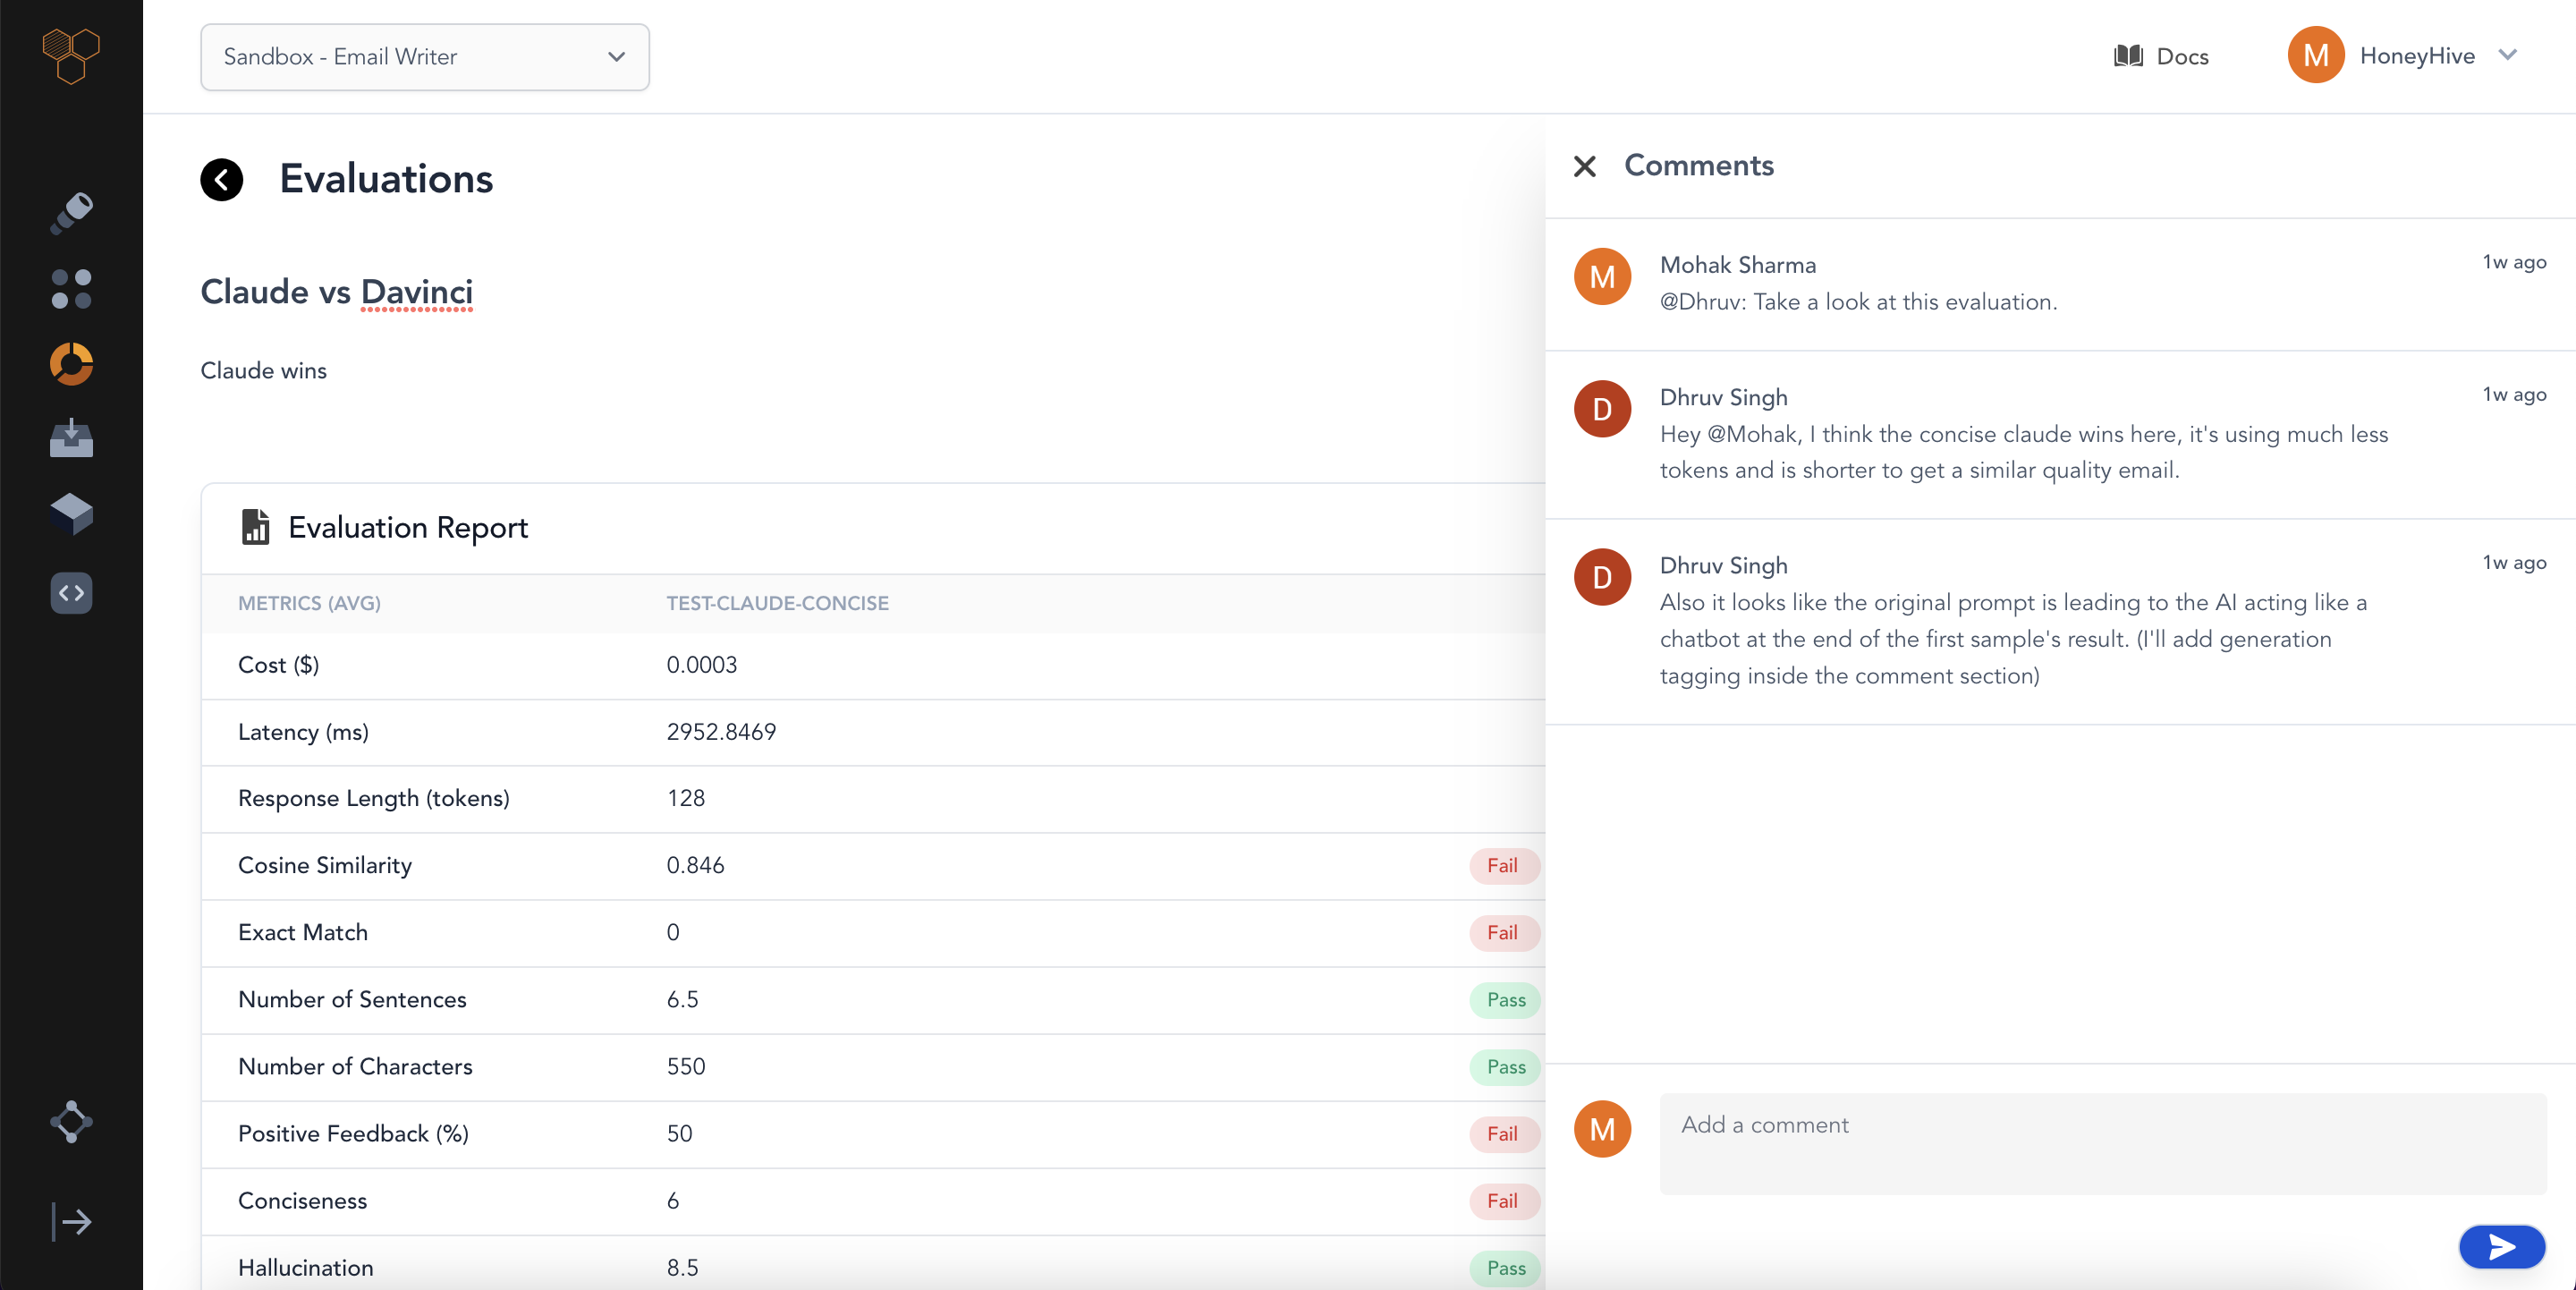 Sandbox - Email Writer
Docs
M
HoneyHive
Evaluations
Claude vs Davinci
Claude wins
Evaluation Report
METRICS (AVG)
TEST-CLAUDE-CONCISE
Cost ($)
0.0003
Latency (ms)
2952.8469
Response Length (tokens)
128
Cosine Similarity
0.846
Fail
Exact Match
0
Fail
Number of Sentences
6.5
Pass
Number of Characters
550
Pass
Positive Feedback (%)
50
Fail
Conciseness
6
Fail
Hallucination
8.5
Pass
Comments
M
Mohak Sharma
1w ago
@Dhruv: Take a look at this evaluation.
D
Dhruv Singh
1w ago
Hey @Mohak, I think the concise claude wins here, it's using much less
tokens and is shorter to get a similar quality email.
D
Dhruv Singh
1w ago
Also it looks like the original prompt is leading to the AI acting like a
chatbot at the end of the first sample's result. (I'll add generation
tagging inside the comment section)
M
Add a comment